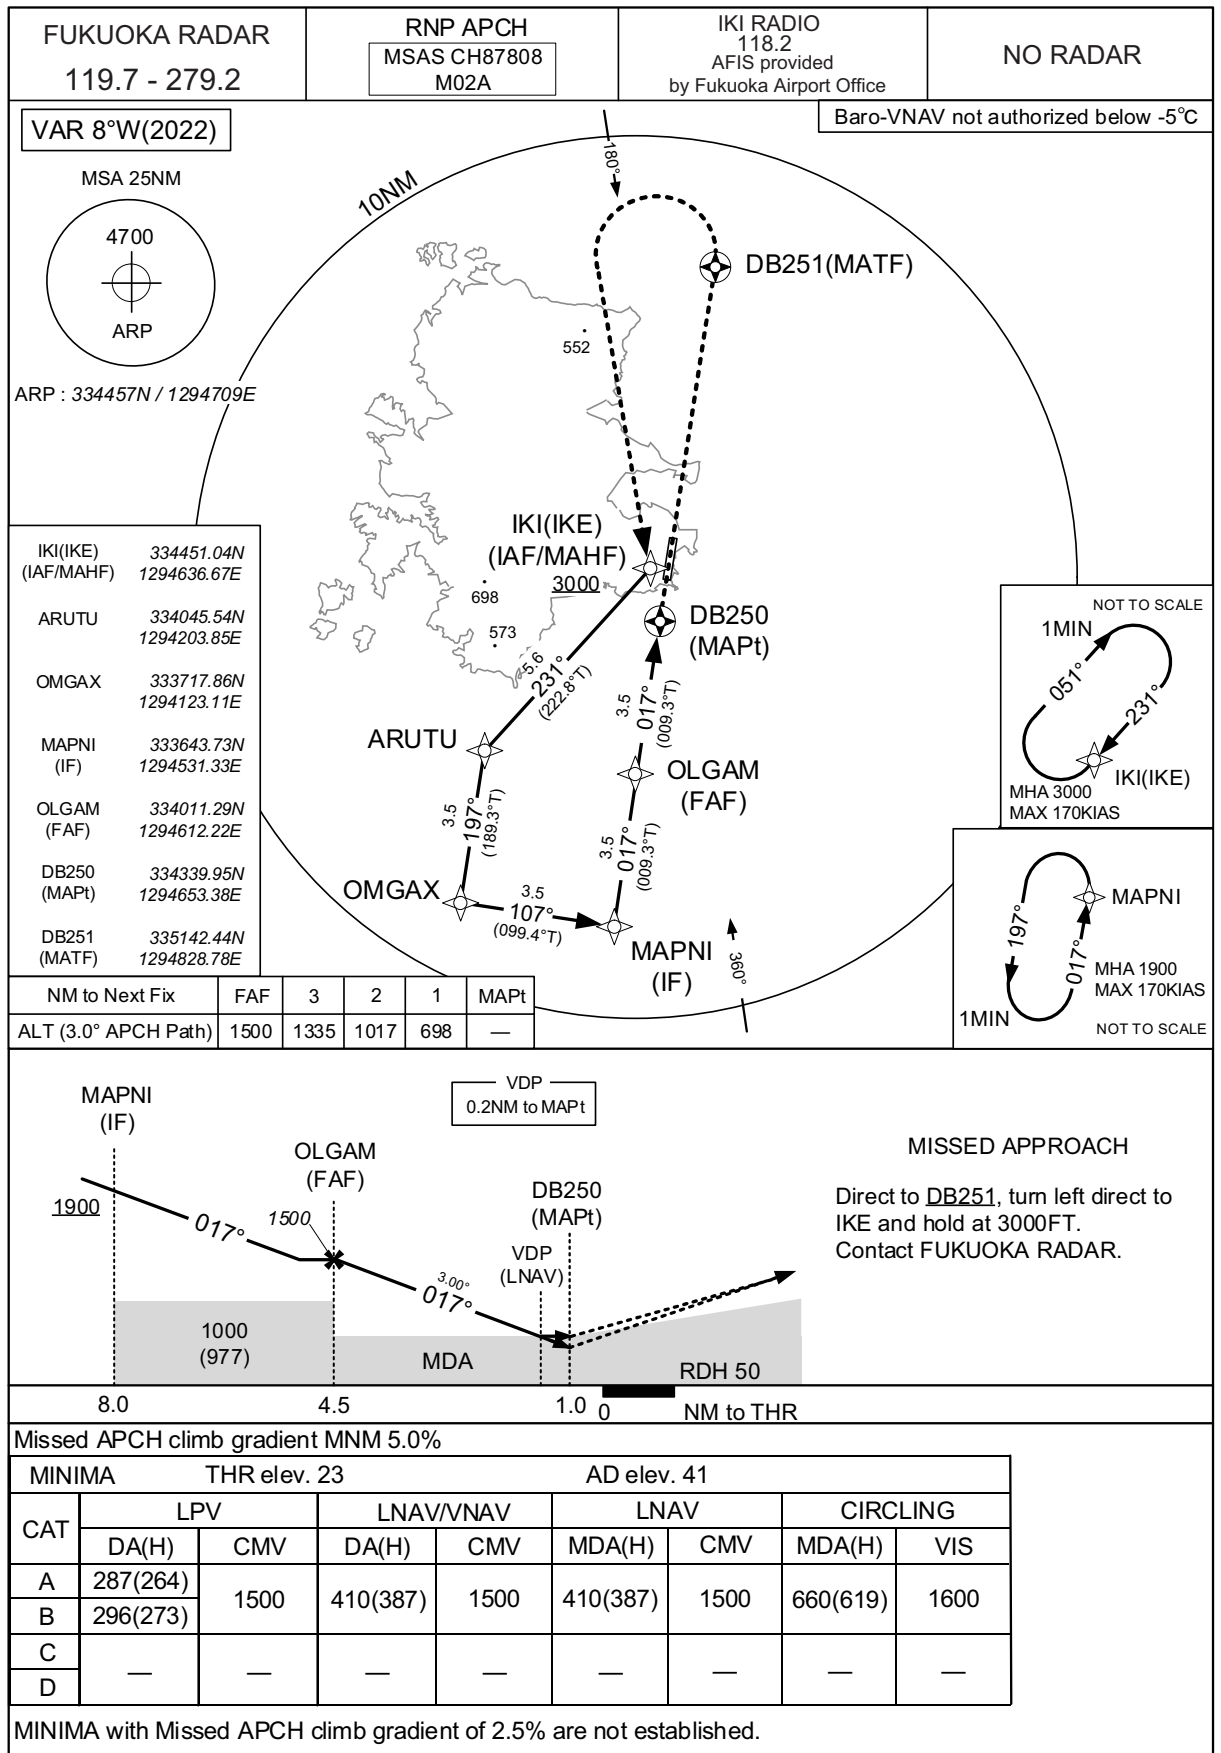 FUKUOKA RADAR
119.7 - 279.2
RNP APCH
MSAS CH87808
M02A
IKI RADIO
118.2
AFIS provided
by Fukuoka Airport Office
NO RADAR
VAR 8°W(2022)
Baro-VNAV not authorized below -5℃
MSA 25NM
4700
ARP
ARP : 334457N / 1294709E
10NM
180°
DB251(MATF)
552
IKI(IKE)
(IAF/MAHF)
3000
698
573
DB250
(MAPt)
5.6
231°
(222.8°T)
3.5
017°
(009.3°T)
ARUTU
OLGAM
(FAF)
3.5
197°
(189.3°T)
3.5
017°
(009.3°T)
OMGAX
3.5
107°
(099.4°T)
MAPNI
(IF)
360°
IKI(IKE) 334451.04N
(IAF/MAHF) 1294636.67E
ARUTU 334045.54N
1294203.85E
OMGAX 333717.86N
1294123.11E
MAPNI 333643.73N
(IF) 1294531.33E
OLGAM 334011.29N
(FAF) 1294612.22E
DB250 334339.95N
(MAPt) 1294653.38E
DB251 335142.44N
(MATF) 1294828.78E
NOT TO SCALE
1MIN
051°
231°
IKI(IKE)
MHA 3000
MAX 170KIAS
MAPNI
197°
017°
MHA 1900
MAX 170KIAS
1MIN
NOT TO SCALE
NM to Next Fix FAF 3 2 1 MAPt
ALT (3.0° APCH Path) 1500 1335 1017 698 —
MAPNI
(IF)
VDP
0.2NM to MAPt
OLGAM
(FAF)
DB250
(MAPt)
VDP
(LNAV)
1900
017°
1500
3.00°
017°
1000
(977)
MDA
RDH 50
8.0 4.5 1.0 0 NM to THR
MISSED APPROACH
Direct to DB251, turn left direct to
IKE and hold at 3000FT.
Contact FUKUOKA RADAR.
Missed APCH climb gradient MNM 5.0%
MINIMA THR elev. 23 AD elev. 41
CAT LPV LNAV/VNAV LNAV CIRCLING
DA(H) CMV DA(H) CMV MDA(H) CMV MDA(H) VIS
A 287(264) 1500 410(387) 1500 410(387) 1500 660(619) 1600
B 296(273)
C — — — — — — — —
D
MINIMA with Missed APCH climb gradient of 2.5% are not established.